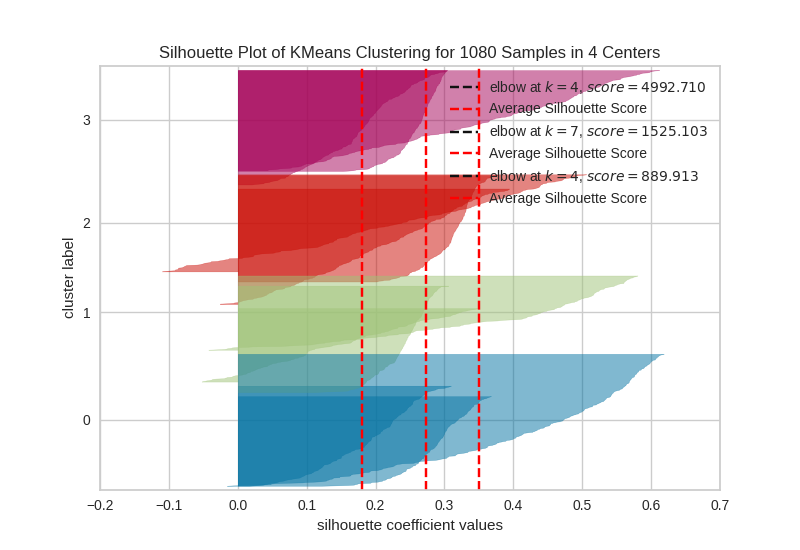 Silhouette Plot of KMeans Clustering for 1080 Samples in 4 Centers
elbow at k = 4, score = 4992.710
Average Silhouette Score
elbow at k = 7, score = 1525.103
Average Silhouette Score
elbow at k = 4, score = 889.913
Average Silhouette Score
3
2
1
0
cluster label
−0.2 −0.1 0.0 0.1 0.2 0.3 0.4 0.5 0.6 0.7
silhouette coefficient values